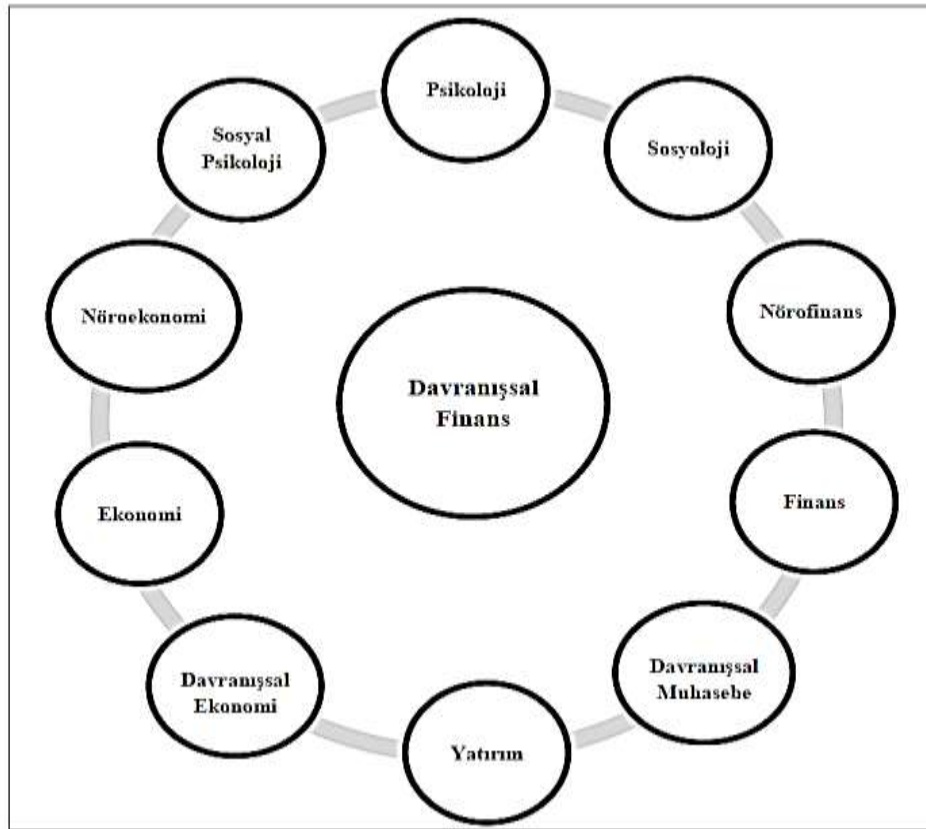 Psikoloji
Sosyal
Psikoloji
Sosyoloji
Nöroekonomi
Nörofinans
Davranışsal
Finans
Ekonomi
Finans
Davranışsal
Ekonomi
Davranışsal
Muhasebe
Yatırım